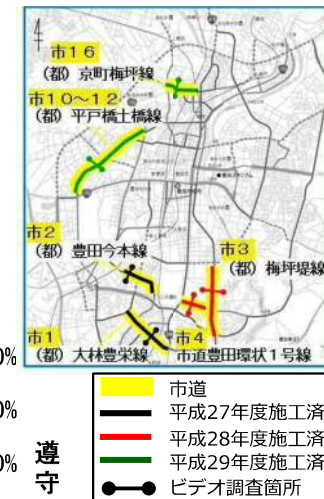 市16
(都) 京町梅坪線
市10～12
(都) 平戸橋土橋線
市2
(都) 豊田今本線
市3
(都) 梅坪堤線
市1
(都) 大林豊栄線
市4
市道豊田環状1号線
0%
0%
0%
遵
守
市道
平成27年度施工済
平成28年度施工済
平成29年度施工済
ビデオ調査箇所